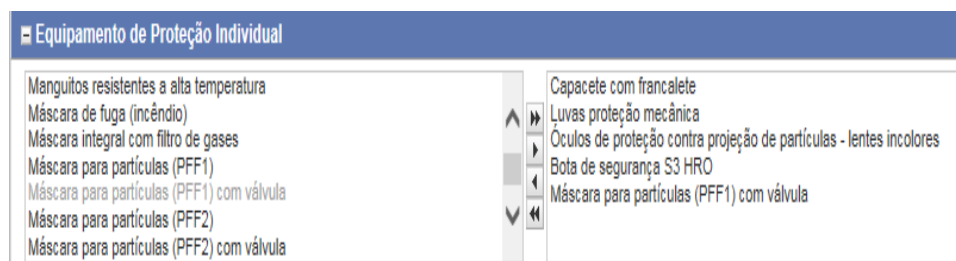 Equipamento de Proteção Individual
Manguitos resistentes a alta temperatura
Máscara de fuga (incêndio)
Máscara integral com filtro de gases
Máscara para partículas (PFF1)
Máscara para partículas (PFF1) com válvula
Máscara para partículas (PFF2)
Máscara para partículas (PFF2) com válvula
Capacete com francalete
Luvas proteção mecânica
Óculos de proteção contra projeção de partículas - lentes incolores
Bota de segurança S3 HRO
Máscara para partículas (PFF1) com válvula